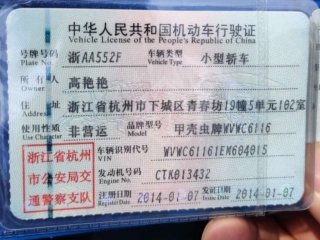 中华人民共和国机动车行驶证
Vehicle License of the People's Republic of China
号牌号码 浙AA552F 车辆类型 小型轿车
Plate No. Vehicle Type
所有人 高艳艳
Owner
住址 浙江省杭州市下城区青春坊19幢5单元102室
Address
使用性质 非营运 品牌型号 甲壳虫牌WVWC6116
Use Character Model
浙江省杭州
市公安局交
通警察支队
车辆识别代号
VIN
发动机号码 CTK013432
Engine No.
注册日期 2014-01-07 发证日期 2014-01-07
Register Date Issue Date